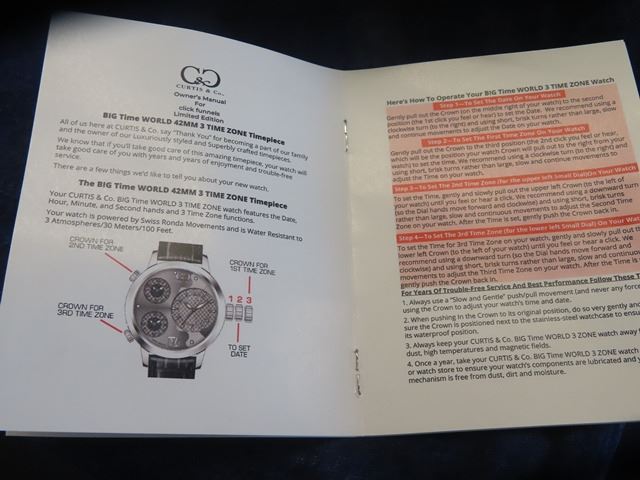 C&C
CURTIS & Co.
Owner's Manual
For
click funnels
Limited Edition
BIG Time WORLD 42MM 3 TIME ZONE Timepiece
All of us here at CURTIS & Co. say "Thank You" for becoming a part of our family
and the owner of our Luxuriously styled and Superbly crafted timepieces.
We know that if you'll take good care of this amazing timepiece, your watch will
take good care of you with years and years of enjoyment and trouble-free
service.
There are a few things we'd like to tell you about your new watch.
The BIG Time WORLD 42MM 3 TIME ZONE Timepiece
Your CURTIS & Co. BIG Time WORLD 3 TIME ZONE watch features the Date,
Hour, Minute, and Second hands and 3 Time Zone functions.
Your watch is powered by Swiss Ronda Movements and is Water Resistant to
3 Atmospheres/30 Meters/100 Feet.
CROWN FOR
2ND TIME ZONE
CROWN FOR
1ST TIME ZONE
1 2 3
CROWN FOR
3RD TIME ZONE
TO SET
DATE
Here's How To Operate Your BIG Time WORLD 3 TIME ZONE Watch
Step 1—To Set The Date On Your Watch
Gently pull out the Crown (on the middle right of your watch) to the second
position (the 1st click you feel or hear) to set the Date. We recommend using a
clockwise turn (to the right) and using short, brisk turns rather than large, slow
and continue movements to adjust the Date on your watch.
Step 2—To Set The First Time Zone On Your Watch
Gently pull out the Crown to the third position (the 2nd click you feel or hear,
which will be the position your Crown will pull out to the right from your
watch) to set the time. We recommend using a clockwise turn (to the right) and
using short, brisk turns rather than large, slow and continue movements to
adjust the Time on your watch.
Step 3—To Set The 2nd Time Zone (for the upper left Small Dial) On Your Watch
To set the Time, gently and slowly pull out the upper left Crown (to the left of
your watch) until you feel or hear a click. We recommend a downward turn
(so the Dial hands move forward and clockwise) and using short, brisk turns
rather than large, slow and continuous movements to adjust the Second Time
Zone on your watch. After the Time is set, gently push the Crown back in.
Step 4—To Set The 3rd Time Zone (for the lower left Small Dial) On Your Wat
To set the Time for 3rd Time Zone on your watch, gently and slowly pull out t
lower left Crown (to the left of your watch) until you feel or hear a click. We
recommend using a downward turn (so the Dial hands move forward and
clockwise) and using short, brisk turns rather than large, slow and continuous
movements to adjust the Third Time Zone on your watch. After the Time is
gently push the Crown back in.
For Years Of Trouble-Free Service And Best Performance Follow These T
1. Always use a "Slow and Gentle" push/pull movement (and never any forc
using the Crown to adjust your watch's time and date.
2. When pushing in the Crown to its original position, do so very gently and
sure the Crown is positioned next to the stainless-steel watchcase to ensu
its waterproof position.
3. Always keep your CURTIS & Co. BIG Time WORLD 3 TIME ZONE watch away f
dust, high temperatures and magnetic fields.
4. Once a year, take your CURTIS & Co. BIG Time WORLD 3 TIME ZONE watch
or watch store to ensure your watch's components are lubricated and y
mechanism is free from dust, dirt and moisture.